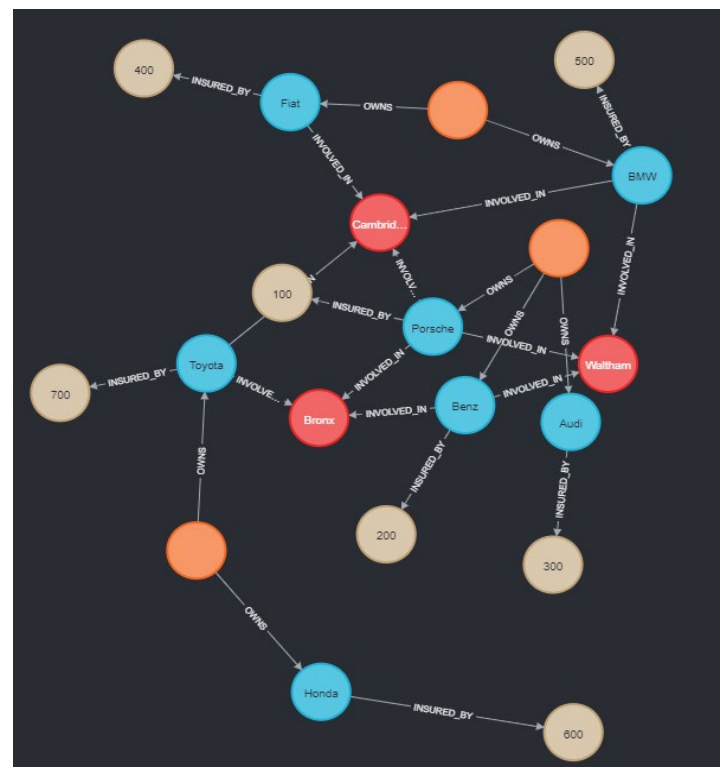 500
400
INSURED_BY
Fiat
OWNS
INSURED_BY
OWNS
INVOLVED_IN
BMW
INVOLVED_IN
Cambrid...
INVOLVED_IN
INVOLV...
N
100
OWNS
OWNS
OWNS
INSURED_BY
Porsche
INVOLVED_IN
Waltham
Toyota
INSURED_BY
700
INVOLVE...
INVOLVED_IN
INVOLVED_IN
Benz
INVOLVED_IN
Bronx
Audi
OWNS
INSURED_BY
INSURED_BY
200
300
OWNS
Honda
INSURED_BY
600